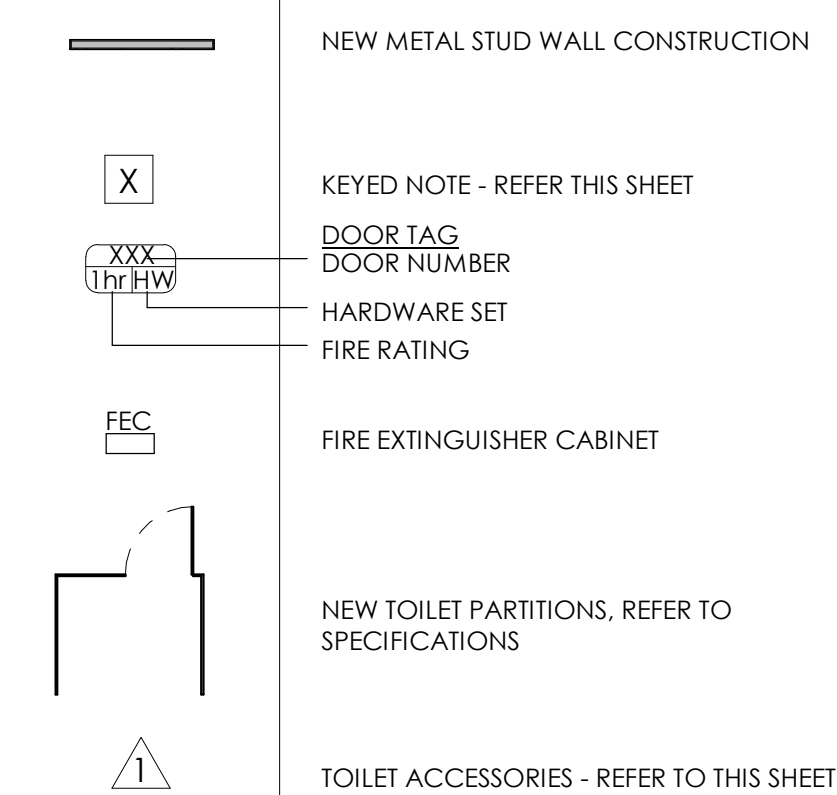 NEW METAL STUD WALL CONSTRUCTION
X
KEYED NOTE - REFER THIS SHEET
DOOR TAG
XXX
DOOR NUMBER
1hr HW
HARDWARE SET
FIRE RATING
FEC
FIRE EXTINGUISHER CABINET
NEW TOILET PARTITIONS, REFER TO
SPECIFICATIONS
1
TOILET ACCESSORIES - REFER TO THIS SHEET